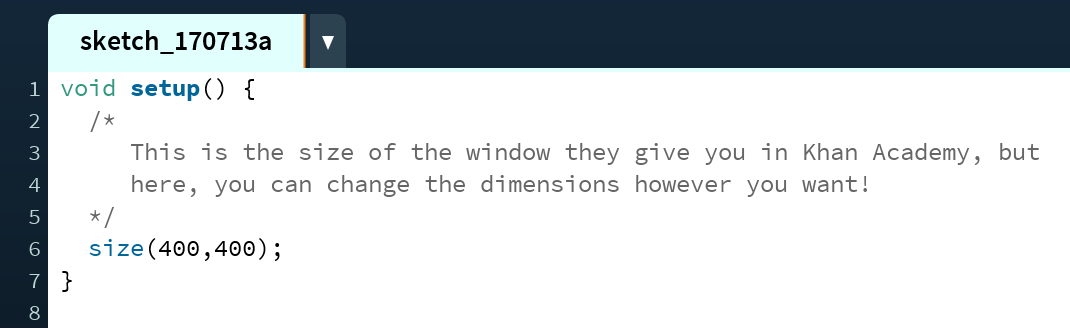 sketch_170713a ▼
1 void setup() {
2   /*
3      This is the size of the window they give you in Khan Academy, but
4      here, you can change the dimensions however you want!
5   */
6   size(400,400);
7 }
8